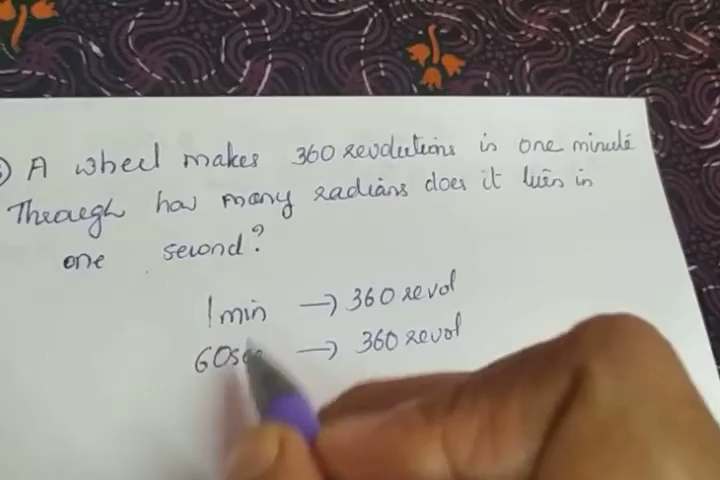 A wheel makes 360 revolutions in one minute
Through how many radians does it turn in
one second?
1 min → 360 revol
60sec → 360 revol